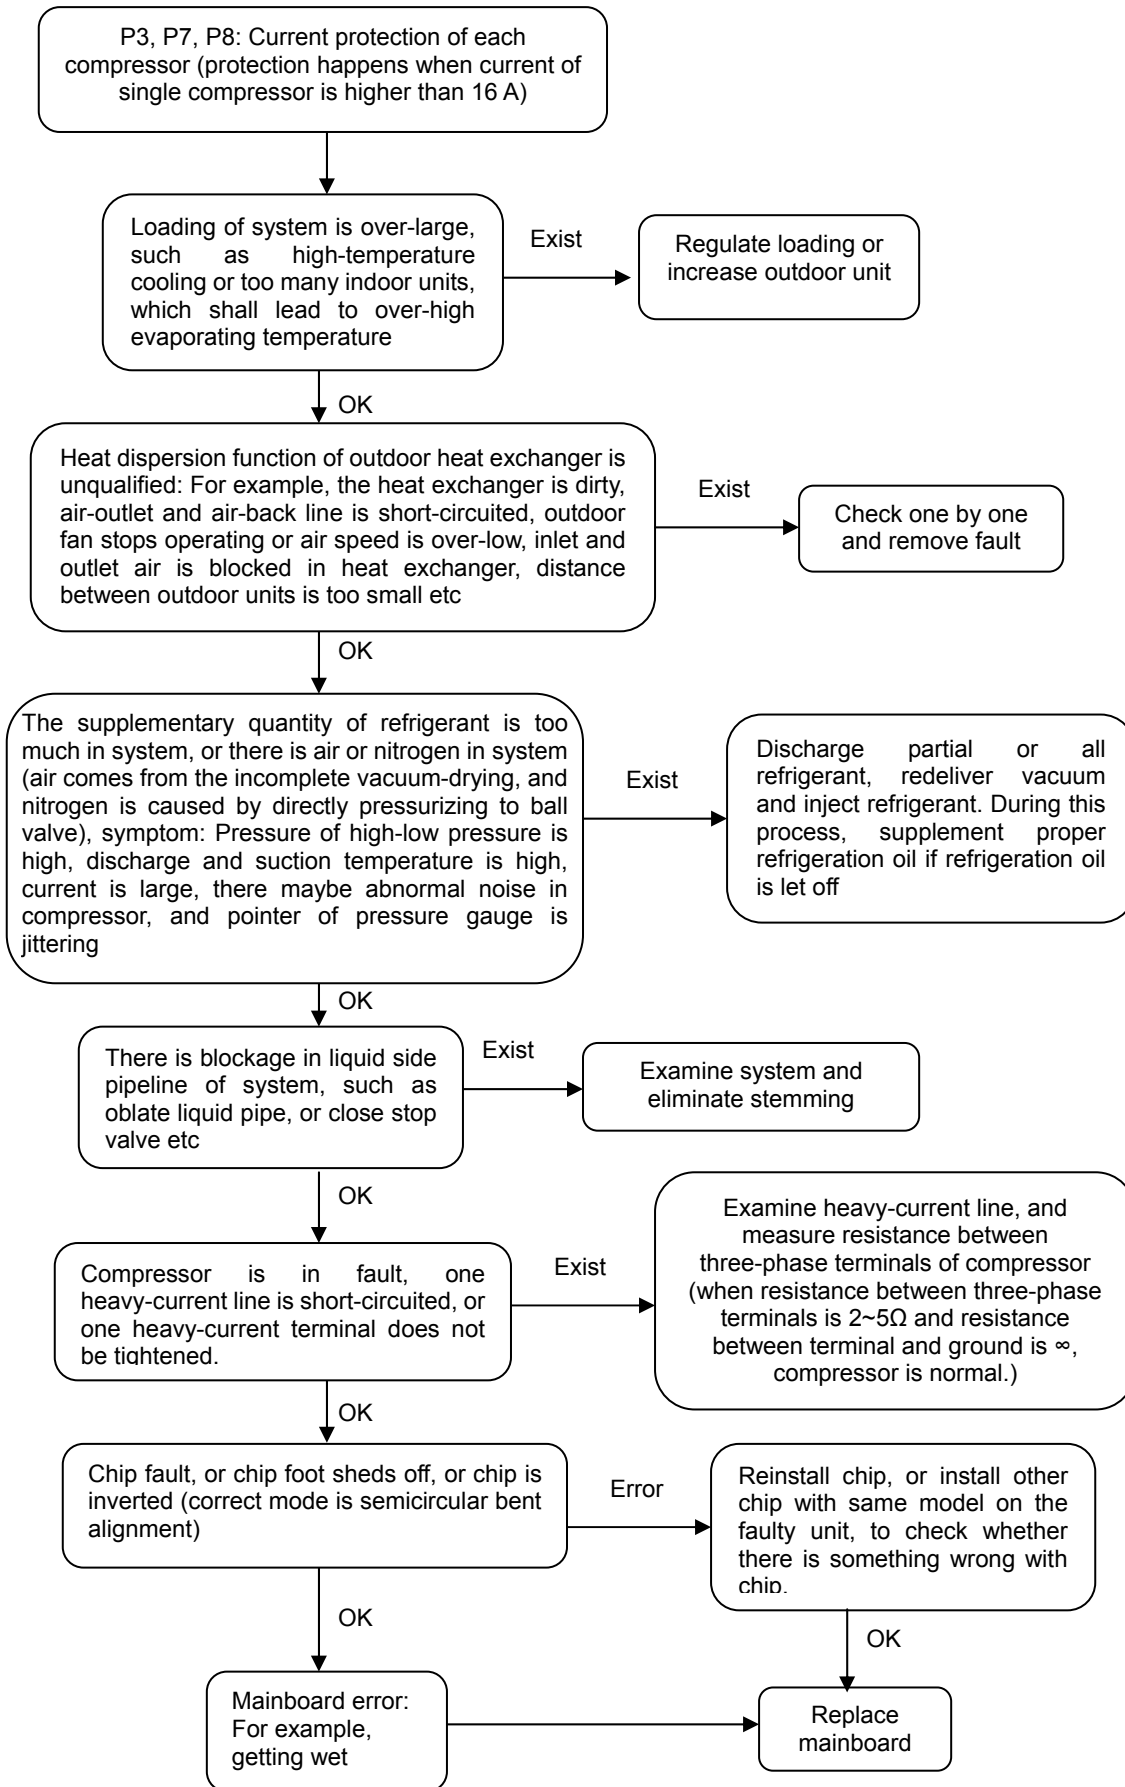 P3, P7, P8: Current protection of each
compressor (protection happens when current of
single compressor is higher than 16 A)
Loading of system is over-large,
such as high-temperature
cooling or too many indoor units,
which shall lead to over-high
evaporating temperature
Exist
Regulate loading or
increase outdoor unit
OK
Heat dispersion function of outdoor heat exchanger is
unqualified: For example, the heat exchanger is dirty,
air-outlet and air-back line is short-circuited, outdoor
fan stops operating or air speed is over-low, inlet and
outlet air is blocked in heat exchanger, distance
between outdoor units is too small etc
Exist
Check one by one
and remove fault
OK
The supplementary quantity of refrigerant is too
much in system, or there is air or nitrogen in system
(air comes from the incomplete vacuum-drying, and
nitrogen is caused by directly pressurizing to ball
valve), symptom: Pressure of high-low pressure is
high, discharge and suction temperature is high,
current is large, there maybe abnormal noise in
compressor, and pointer of pressure gauge is
jittering
Exist
Discharge partial or all
refrigerant, redeliver vacuum
and inject refrigerant. During this
process, supplement proper
refrigeration oil if refrigeration oil
is let off
OK
There is blockage in liquid side
pipeline of system, such as
oblate liquid pipe, or close stop
valve etc
Exist
Examine system and
eliminate stemming
OK
Compressor is in fault, one
heavy-current line is short-circuited, or
one heavy-current terminal does not
be tightened.
Exist
Examine heavy-current line, and
measure resistance between
three-phase terminals of compressor
(when resistance between three-phase
terminals is 2~5Ω and resistance
between terminal and ground is ∞,
compressor is normal.)
OK
Chip fault, or chip foot sheds off, or chip is
inverted (correct mode is semicircular bent
alignment)
Error
Reinstall chip, or install other
chip with same model on the
faulty unit, to check whether
there is something wrong with
chip.
OK
OK
Mainboard error:
For example,
getting wet
Replace
mainboard